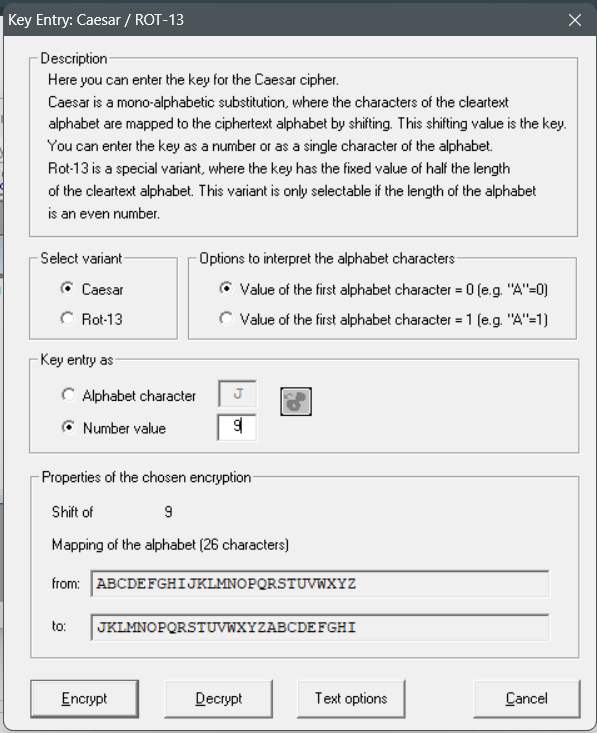 Key Entry: Caesar / ROT-13
Description
Here you can enter the key for the Caesar cipher.
Caesar is a mono-alphabetic substitution, where the characters of the cleartext
alphabet are mapped to the ciphertext alphabet by shifting. This shifting value is the key.
You can enter the key as a number or as a single character of the alphabet.
Rot-13 is a special variant, where the key has the fixed value of half the length
of the cleartext alphabet. This variant is only selectable if the length of the alphabet
is an even number.
Select variant
Caesar
Rot-13
Options to interpret the alphabet characters
Value of the first alphabet character = 0 (e.g. "A"=0)
Value of the first alphabet character = 1 (e.g. "A"=1)
Key entry as
Alphabet character J
Number value 9
Properties of the chosen encryption
Shift of 9
Mapping of the alphabet (26 characters)
from: ABCDEFGHIJKLMNOPQRSTUVWXYZ
to: JKLMNOPQRSTUVWXYZABCDEFGHI
Encrypt Decrypt Text options Cancel